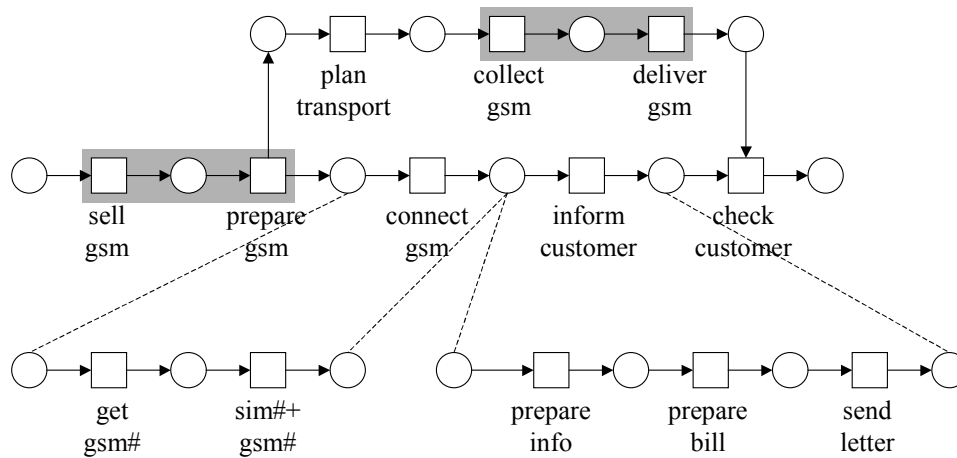 plan
transport
collect
gsm
deliver
gsm
sell
gsm
prepare
gsm
connect
gsm
inform
customer
check
customer
get
gsm#
sim#+
gsm#
prepare
info
prepare
bill
send
letter